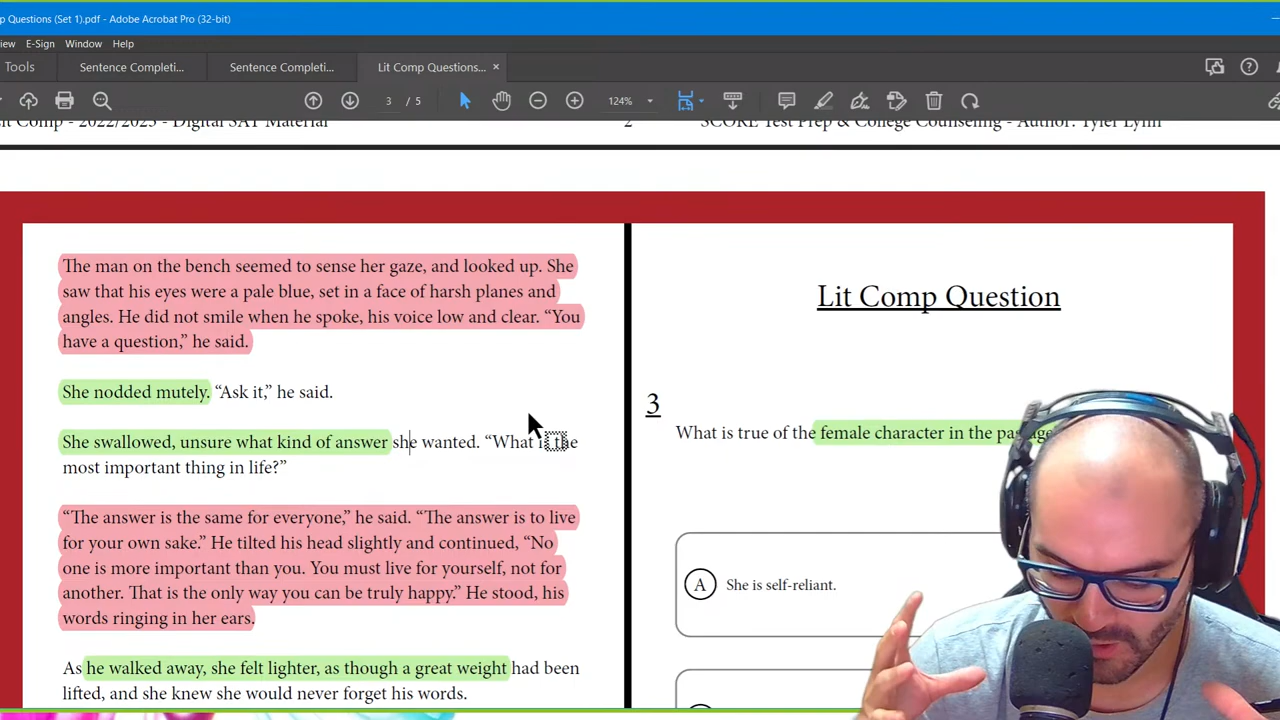 p Questions (Set 1).pdf - Adobe Acrobat Pro (32-bit)
iew E-Sign Window Help
Tools Sentence Completi... Sentence Completi... Lit Comp Questions... ×
3 / 5 124%
Lit Comp - 2022/2023 - Digital SAT Material 2 SCORE Test Prep & College Counseling - Author: Tyler Lynn
The man on the bench seemed to sense her gaze, and looked up. She
saw that his eyes were a pale blue, set in a face of harsh planes and
angles. He did not smile when he spoke, his voice low and clear. “You
have a question,” he said.
She nodded mutely. “Ask it,” he said.
She swallowed, unsure what kind of answer she wanted. “What is the
most important thing in life?”
“The answer is the same for everyone,” he said. “The answer is to live
for your own sake.” He tilted his head slightly and continued, “No
one is more important than you. You must live for yourself, not for
another. That is the only way you can be truly happy.” He stood, his
words ringing in her ears.
As he walked away, she felt lighter, as though a great weight had been
lifted, and she knew she would never forget his words.
Lit Comp Question
3
What is true of the female character in the passage
A She is self-reliant.